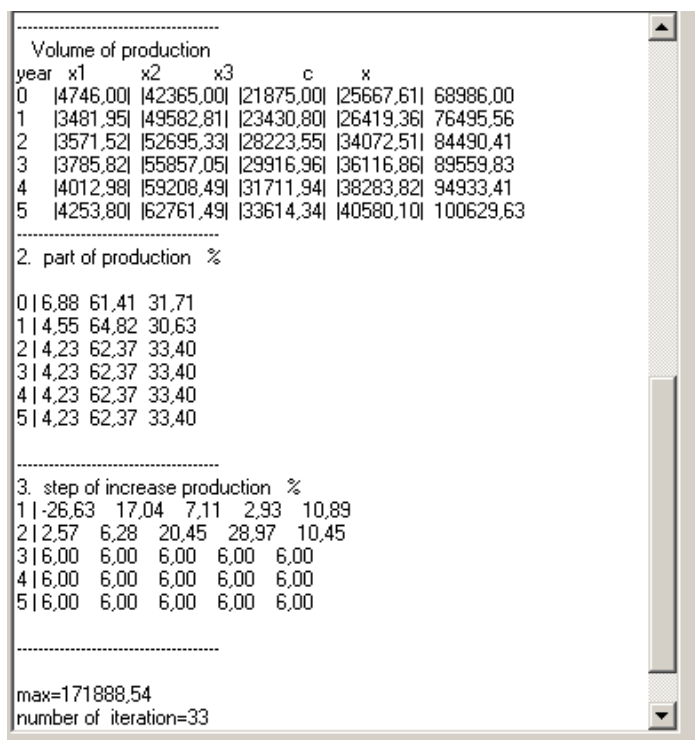 --------------------------------------
Volume of production
year x1 x2 x3 c x
0 |4746,00| |42365,00| |21875,00| |25667,61| 68986,00
1 |3481,95| |49582,81| |23430,80| |26419,36| 76495,56
2 |3571,52| |52695,33| |28223,55| |34072,51| 84490,41
3 |3785,82| |55857,05| |29916,96| |36116,86| 89559,83
4 |4012,98| |59208,49| |31711,94| |38283,82| 94933,41
5 |4253,80| |62761,49| |33614,34| |40580,10| 100629,63
--------------------------------------
2. part of production %
0 | 6,88 61,41 31,71
1 | 4,55 64,82 30,63
2 | 4,23 62,37 33,40
3 | 4,23 62,37 33,40
4 | 4,23 62,37 33,40
5 | 4,23 62,37 33,40
--------------------------------------
3. step of increase production %
1 | -26,63 17,04 7,11 2,93 10,89
2 | 2,57 6,28 20,45 28,97 10,45
3 | 6,00 6,00 6,00 6,00 6,00
4 | 6,00 6,00 6,00 6,00 6,00
5 | 6,00 6,00 6,00 6,00 6,00
--------------------------------------
max=171888,54
number of iteration=33